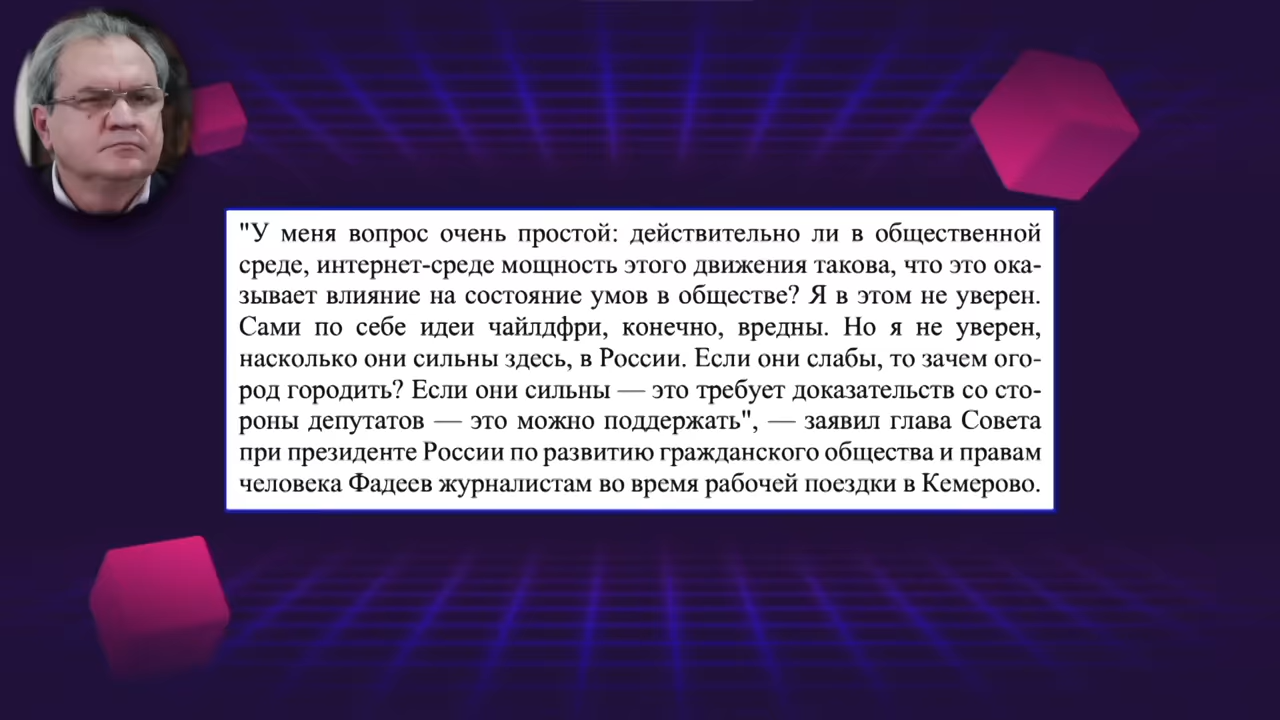 "У меня вопрос очень простой: действительно ли в общественной
среде, интернет-среде мощность этого движения такова, что это ока-
зывает влияние на состояние умов в обществе? Я в этом не уверен.
Сами по себе идеи чайлдфри, конечно, вредны. Но я не уверен,
насколько они сильны здесь, в России. Если они слабы, то зачем ого-
род городить? Если они сильны — это требует доказательств со сто-
роны депутатов — это можно поддержать", — заявил глава Совета
при президенте России по развитию гражданского общества и правам
человека Фадеев журналистам во время рабочей поездки в Кемерово.